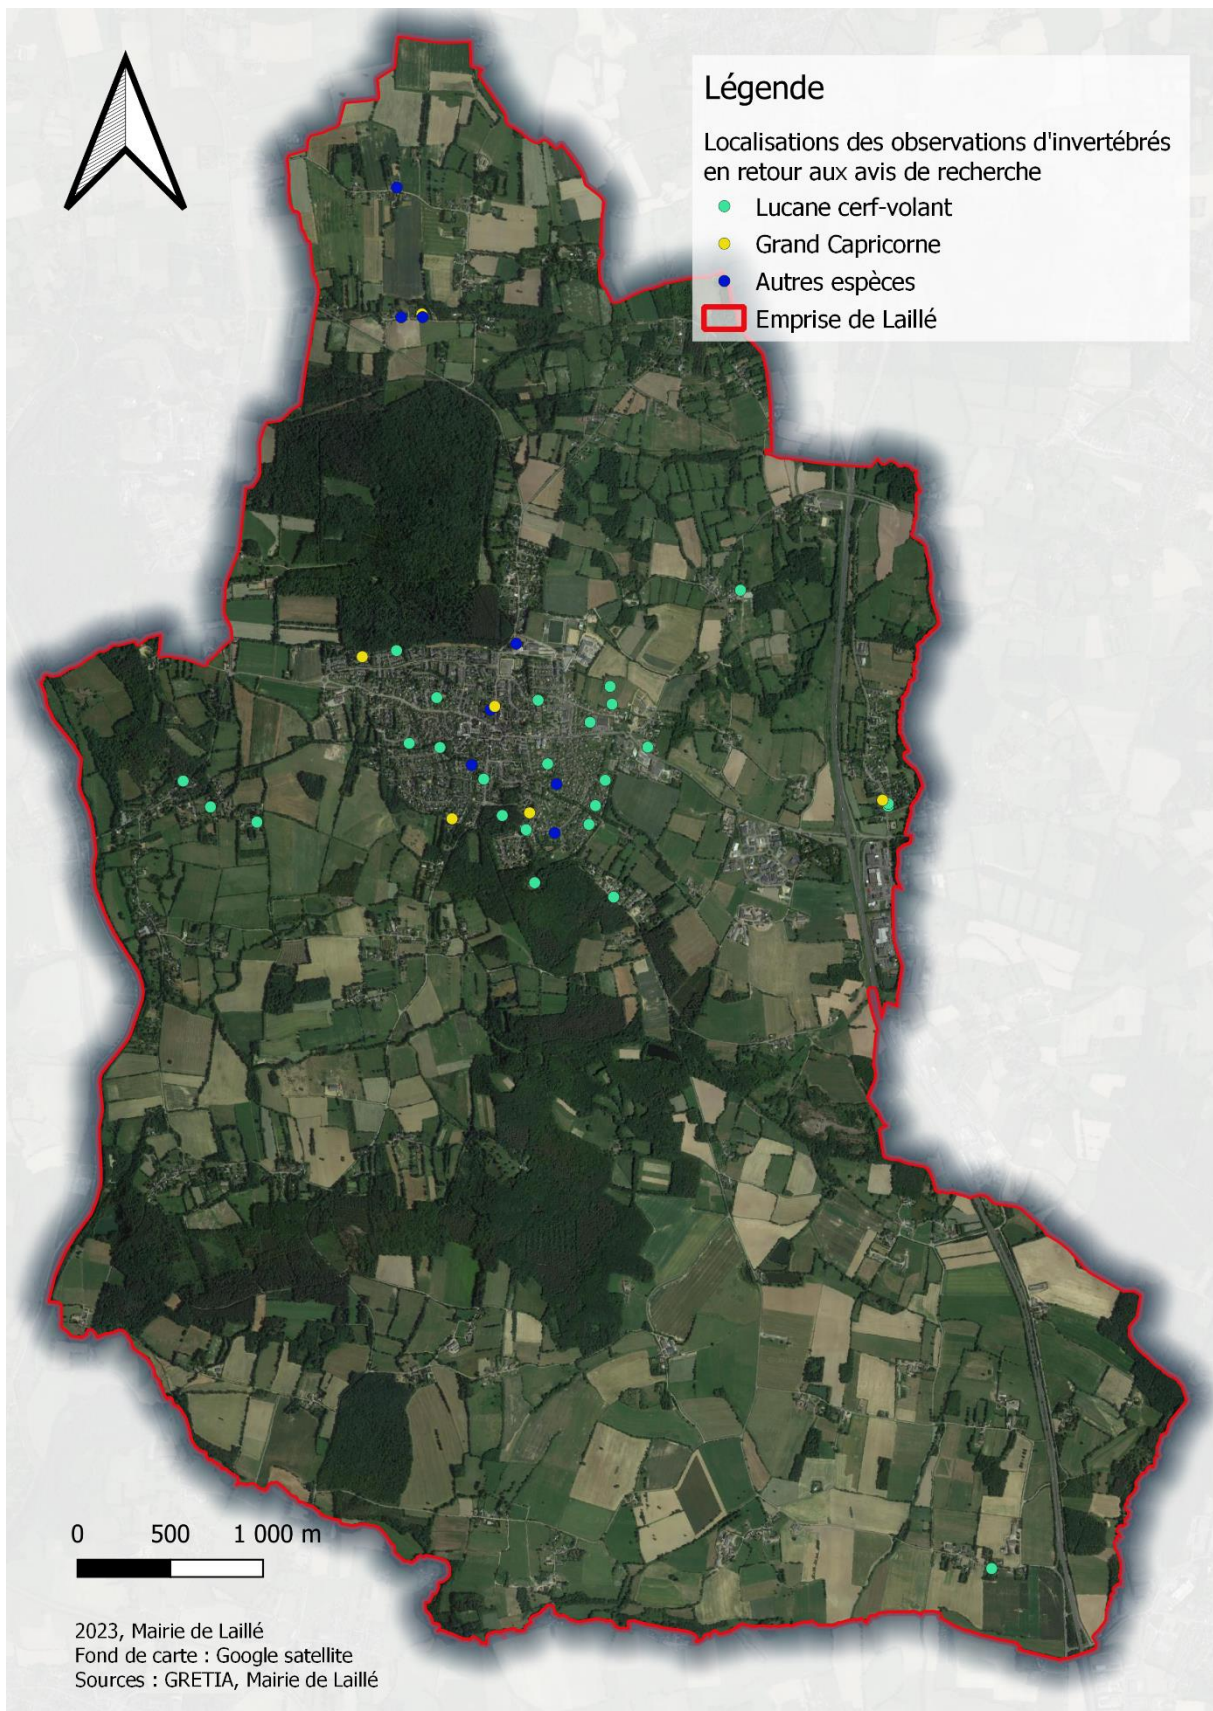 Légende
Localisations des observations d'invertébrés
en retour aux avis de recherche
Lucane cerf-volant
Grand Capricorne
Autres espèces
Emprise de Laillé
0 500 1 000 m
2023, Mairie de Laillé
Fond de carte : Google satellite
Sources : GRETIA, Mairie de Laillé